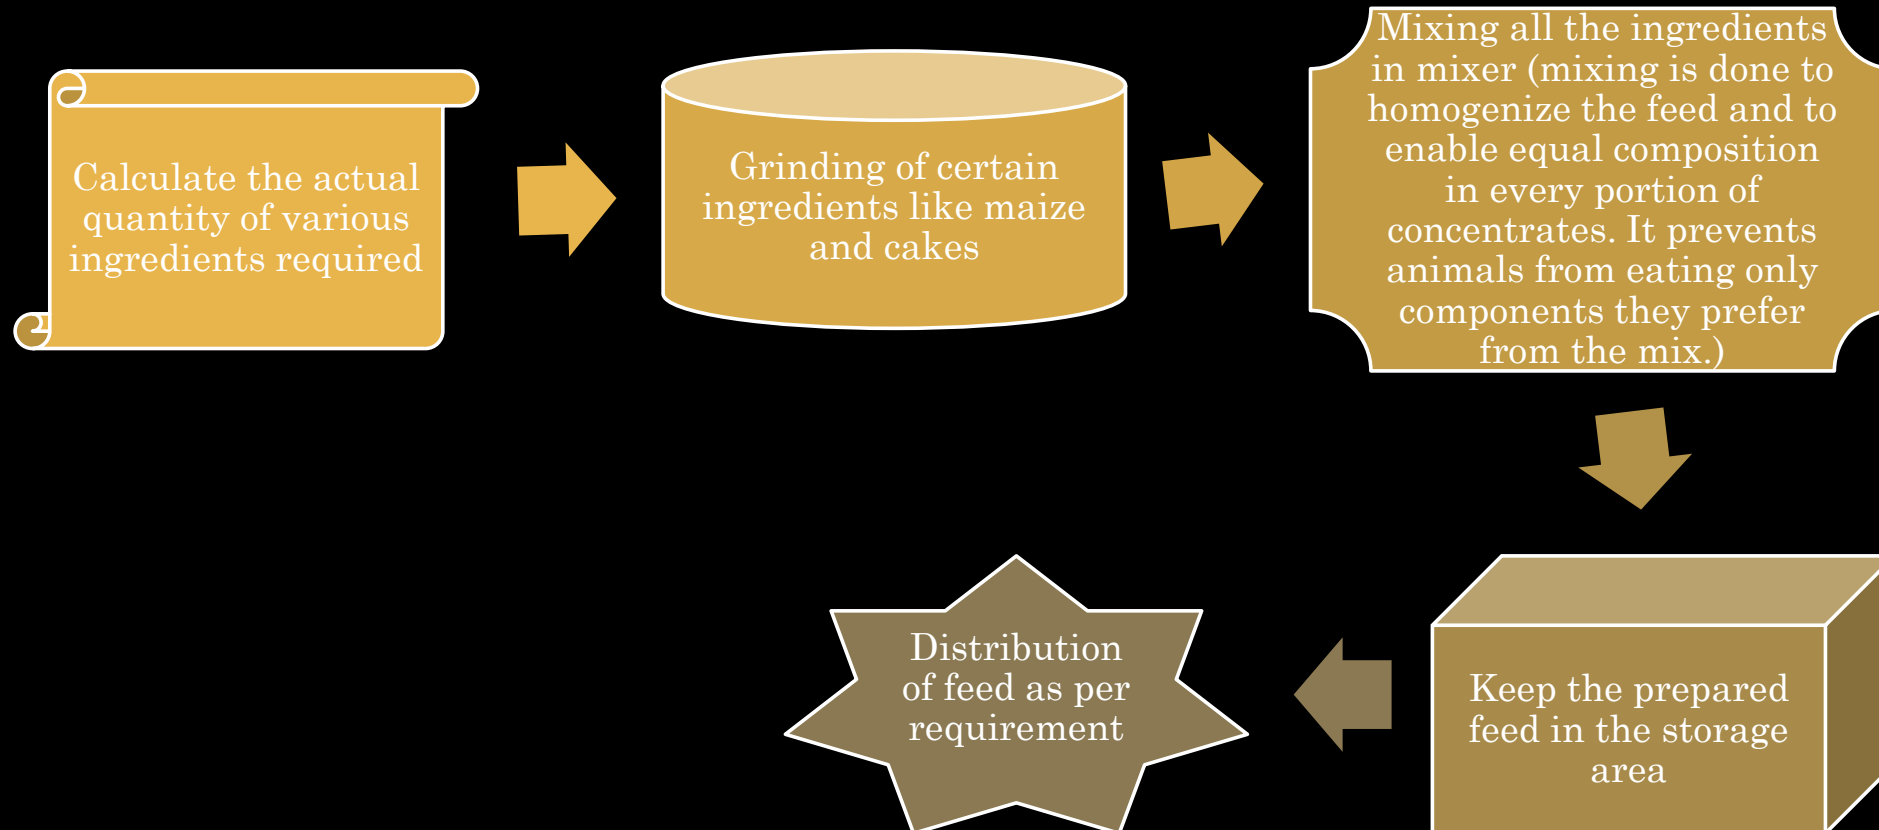 Calculate the actual
quantity of various
ingredients required
Grinding of certain
ingredients like maize
and cakes
Mixing all the ingredients
in mixer (mixing is done to
homogenize the feed and to
enable equal composition
in every portion of
concentrates. It prevents
animals from eating only
components they prefer
from the mix.)
Keep the prepared
feed in the storage
area
Distribution
of feed as per
requirement